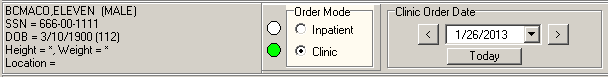 BCMACO,ELEVEN (MALE)
SSN = 666-00-1111
DOB = 3/10/1900 (112)
Height = *, Weight = *
Location =
Order Mode
Inpatient
Clinic
Clinic Order Date
< 1/26/2013 >
Today